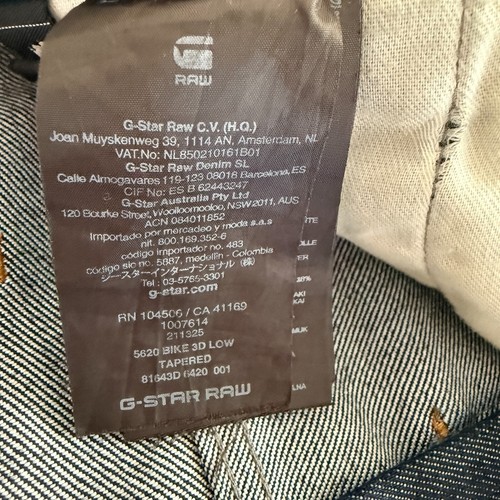 RAW
G-Star Raw C.V. (H.Q.)
Joan Muyskenweg 39, 1114 AN, Amsterdam, NL
VAT.No: NL850210161B01
G-Star Raw Denim SL
Calle Almogavares 119-123 08018 Barcelona, ES
CIF No: ES B 62443247
G-Star Australia Pty Ltd
120 Bourke Street, Woolloomooloo, NSW2011, AUS
ACN 084011852
Importado por mercadeo y moda s.a.s
nit. 800.169.352-6
código importador no. 483
código sic no. 5887, medellin - Colombia
ジースターインターナショナル（株）
Tel : 03-5765-3301
g-star.com
RN 104506 / CA 41169
1007614
211325
5620 BIKE 3D LOW
TAPERED
81643D 6420 001
G-STAR RAW